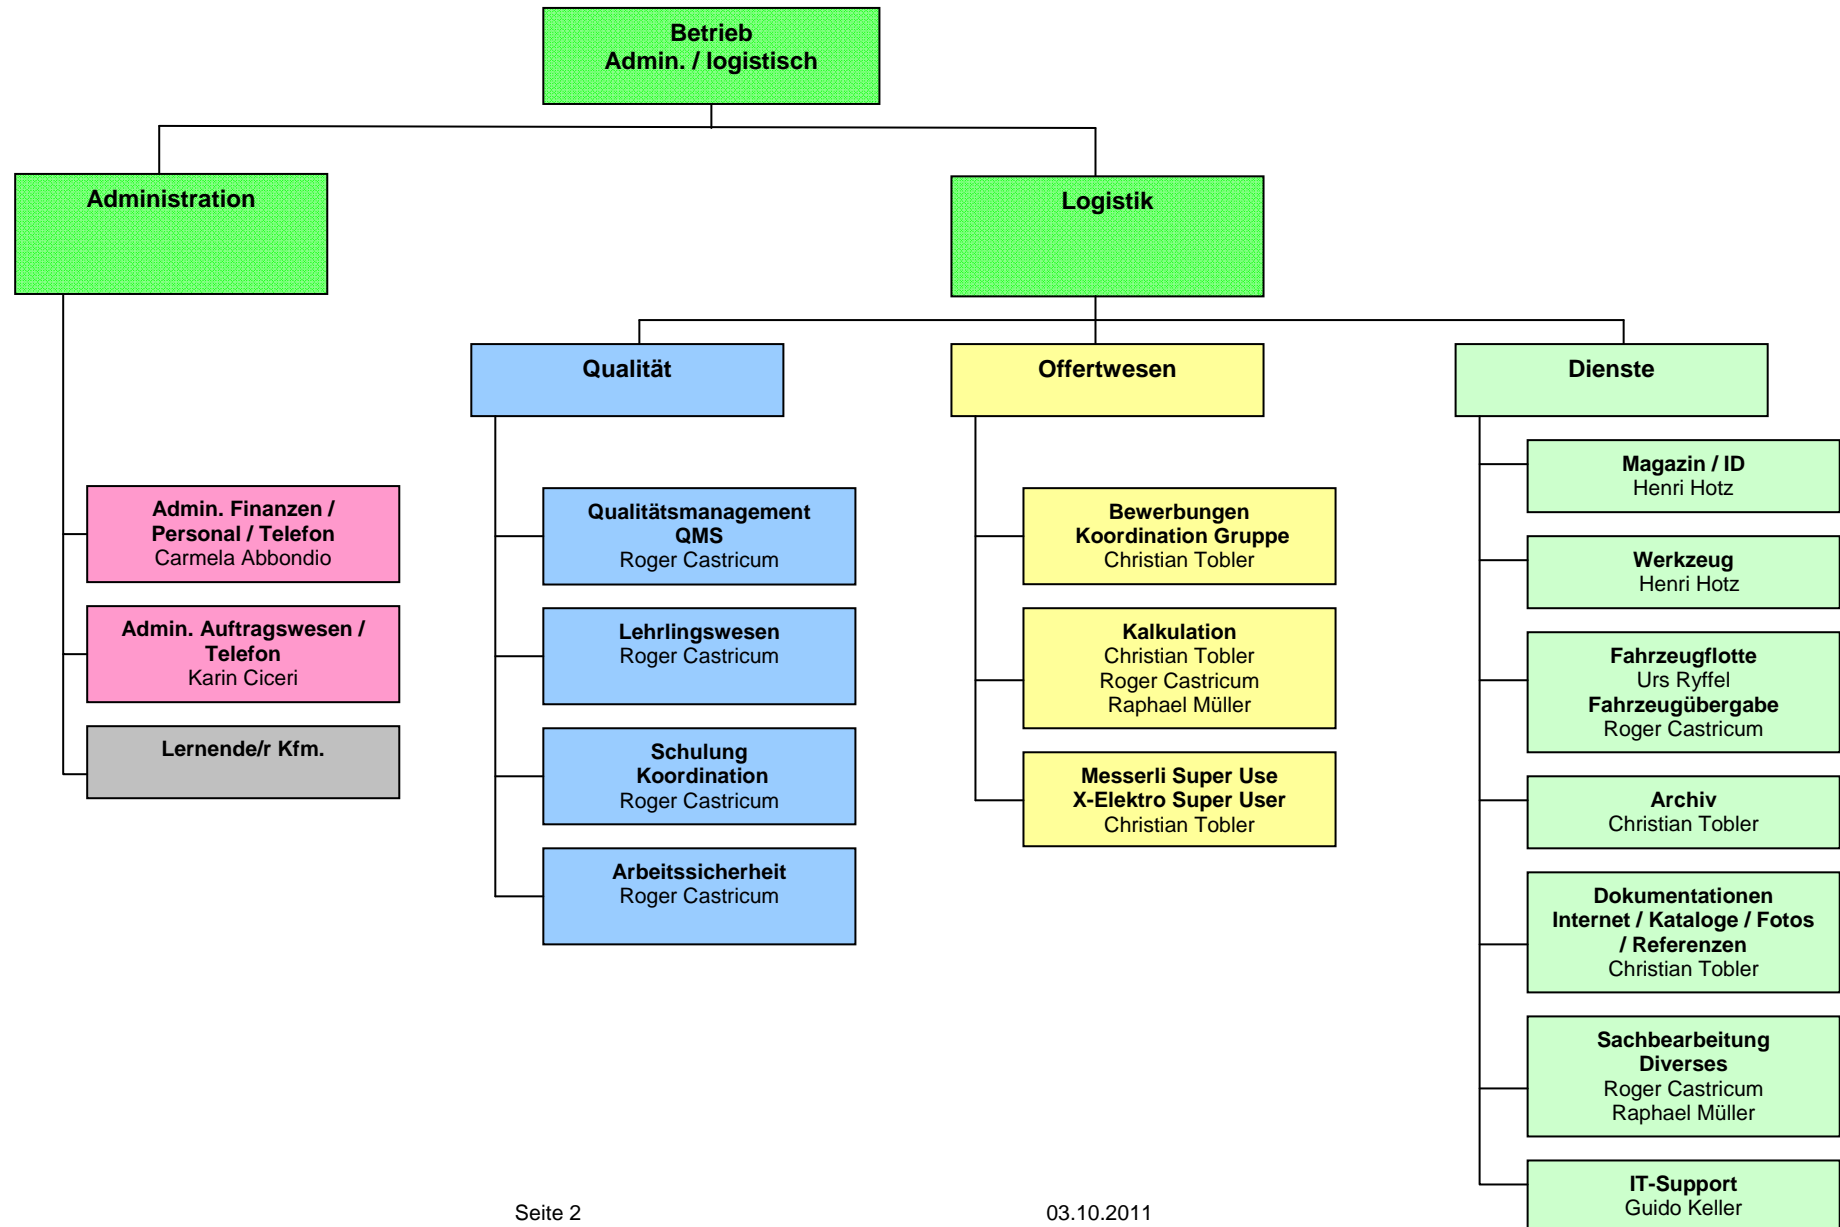 Betrieb
Admin. / logistisch
Administration
Logistik
Qualität
Offertwesen
Dienste
Admin. Finanzen /
Personal / Telefon
Carmela Abbondio
Admin. Auftragswesen /
Telefon
Karin Ciceri
Lernende/r Kfm.
Qualitätsmanagement
QMS
Roger Castricum
Lehrlingswesen
Roger Castricum
Schulung
Koordination
Roger Castricum
Arbeitssicherheit
Roger Castricum
Bewerbungen
Koordination Gruppe
Christian Tobler
Kalkulation
Christian Tobler
Roger Castricum
Raphael Müller
Messerli Super Use
X-Elektro Super User
Christian Tobler
Magazin / ID
Henri Hotz
Werkzeug
Henri Hotz
Fahrzeugflotte
Urs Ryffel
Fahrzeugübergabe
Roger Castricum
Archiv
Christian Tobler
Dokumentationen
Internet / Kataloge / Fotos
/ Referenzen
Christian Tobler
Sachbearbeitung
Diverses
Roger Castricum
Raphael Müller
IT-Support
Guido Keller
Seite 2
03.10.2011